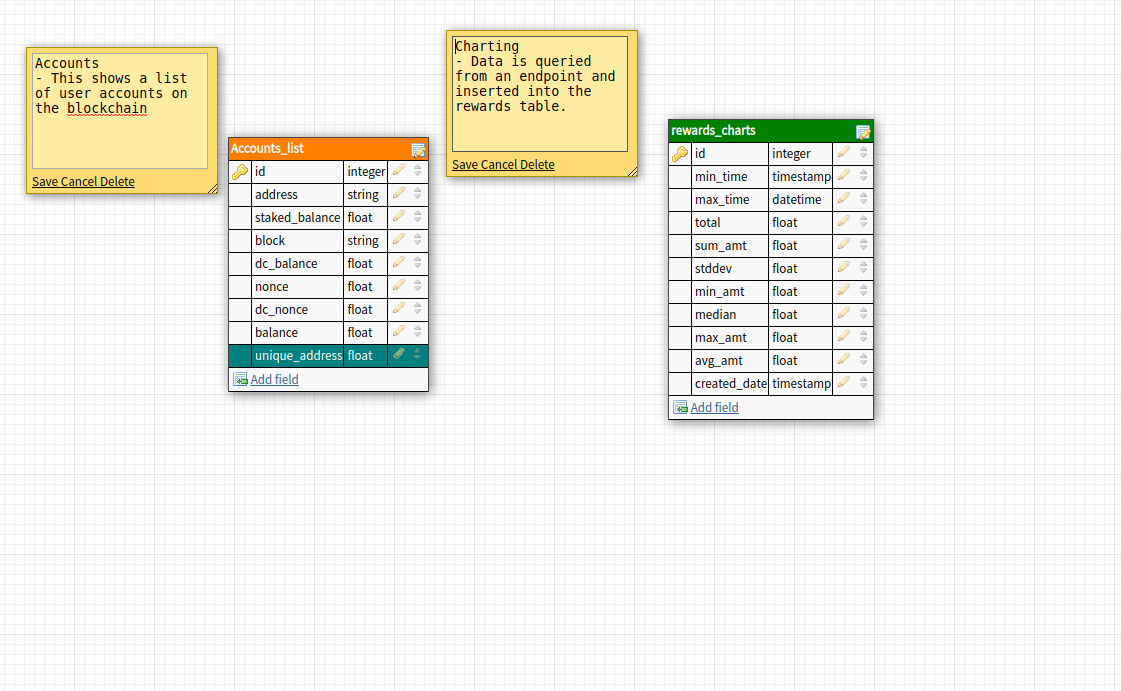 Accounts
- This shows a list
of user accounts on
the blockchain
Save Cancel Delete
Charting
- Data is queried
from an endpoint and
inserted into the
rewards table.
Save Cancel Delete
Accounts_list
id integer
address string
staked_balance float
block string
dc_balance float
nonce float
dc_nonce float
balance float
unique_address float
Add field
rewards_charts
id integer
min_time timestamp
max_time datetime
total float
sum_amt float
stddev float
min_amt float
median float
max_amt float
avg_amt float
created_date timestamp
Add field